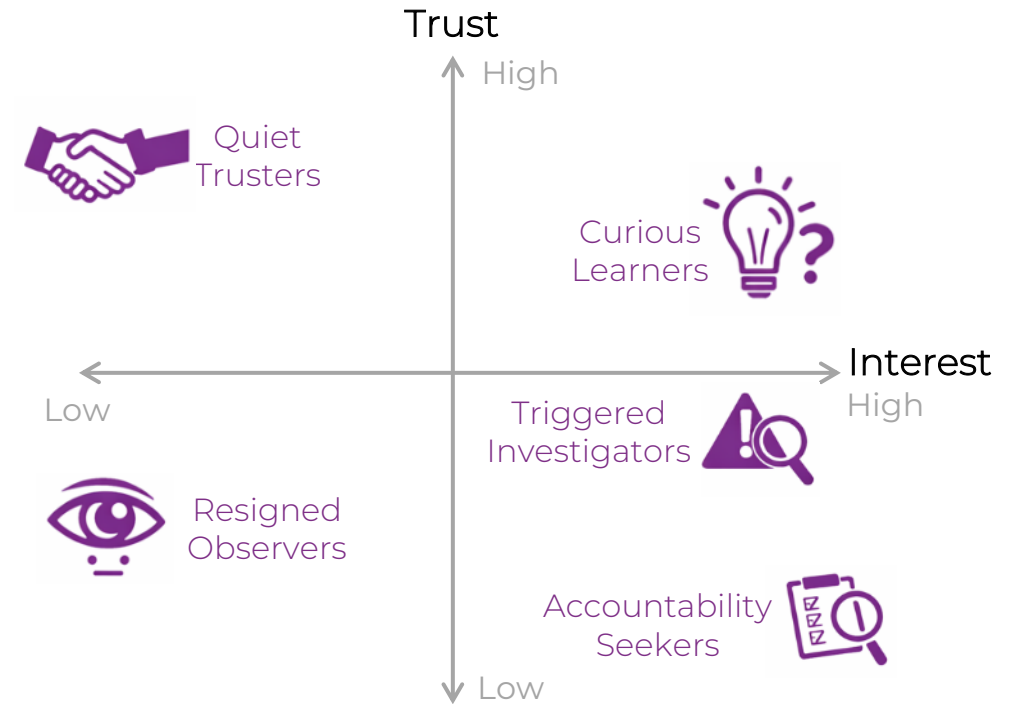 Trust
High
Quiet
Trusters
Curious
Learners
Interest
Low
High
Triggered
Investigators
Resigned
Observers
Accountability
Seekers
Low